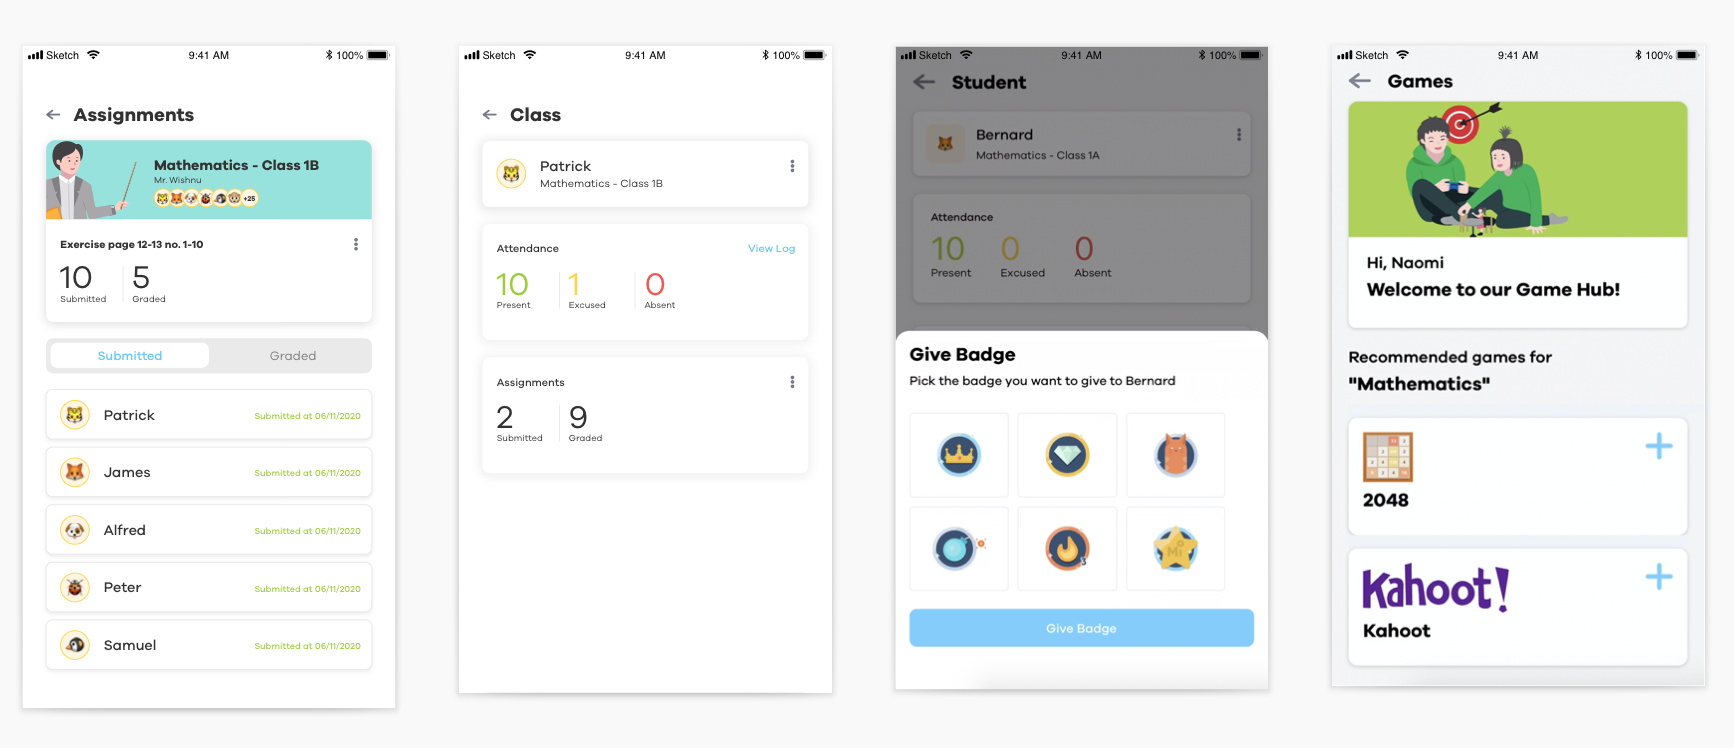 Sketch 9:41 AM 100%
Assignments
Mathematics - Class 1B
Mr. Wishnu
+25
Exercise page 12-13 no. 1-10
10 5
Submitted Graded
Submitted Graded
Patrick Submitted at 06/11/2020
James Submitted at 06/11/2020
Alfred Submitted at 06/11/2020
Peter Submitted at 06/11/2020
Samuel Submitted at 06/11/2020
Sketch 9:41 AM 100%
Class
Patrick
Mathematics - Class 1B
Attendance View Log
10 1 0
Present Excused Absent
Assignments
2 9
Submitted Graded
Sketch 9:41 AM 100%
Student
Bernard
Mathematics - Class 1A
Attendance
10 0 0
Present Excused Absent
Give Badge
Pick the badge you want to give to Bernard
3
Mi
Give Badge
Sketch 9:41 AM 100%
Games
Hi, Naomi
Welcome to our Game Hub!
Recommended games for
"Mathematics"
2048
Kahoot!
Kahoot